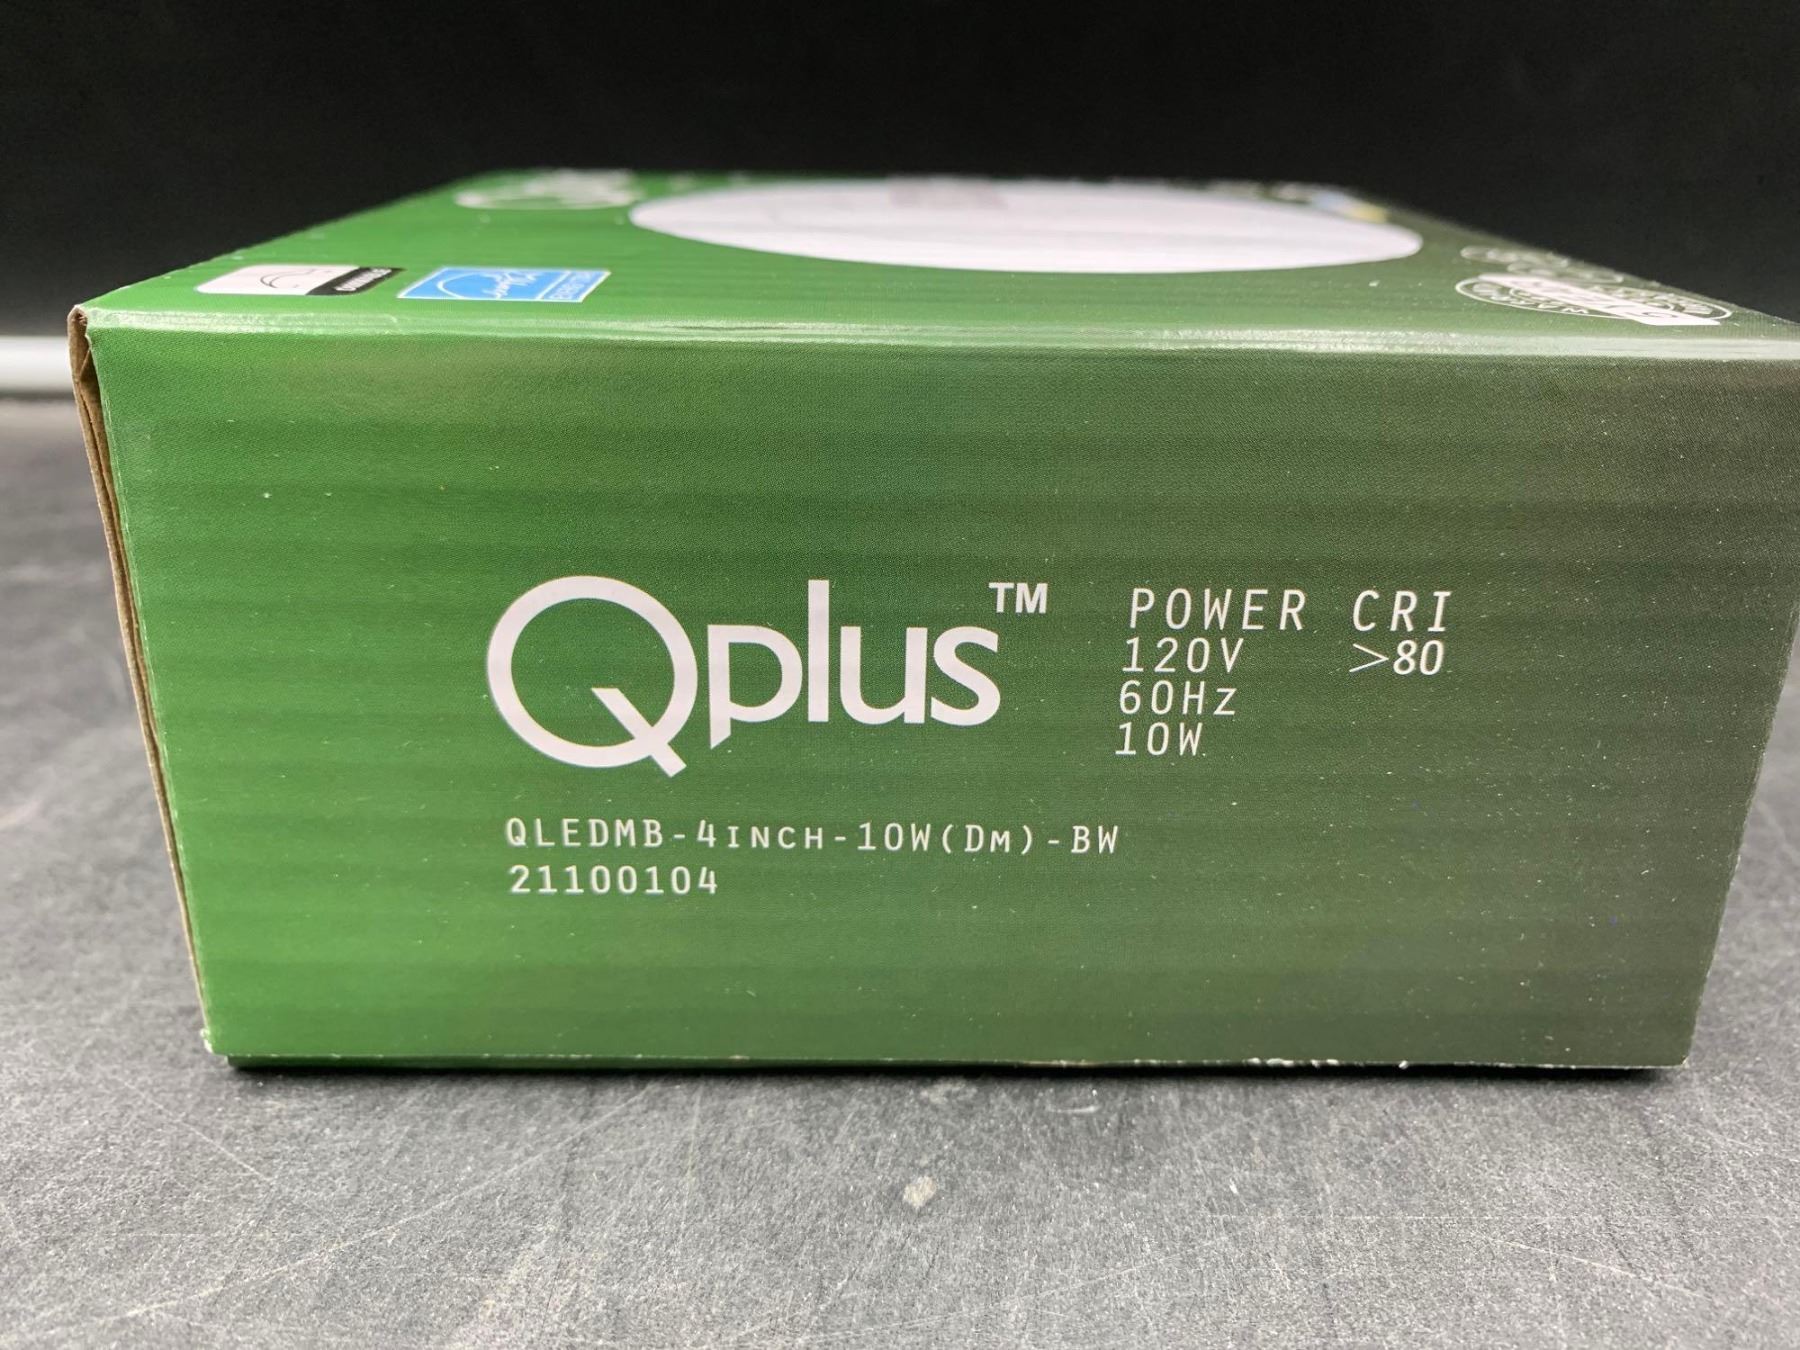 Qplus™
POWER CRI
120V >80
60Hz
10W
QLEDMB-4INCH-10W(DM)-BW
21100104